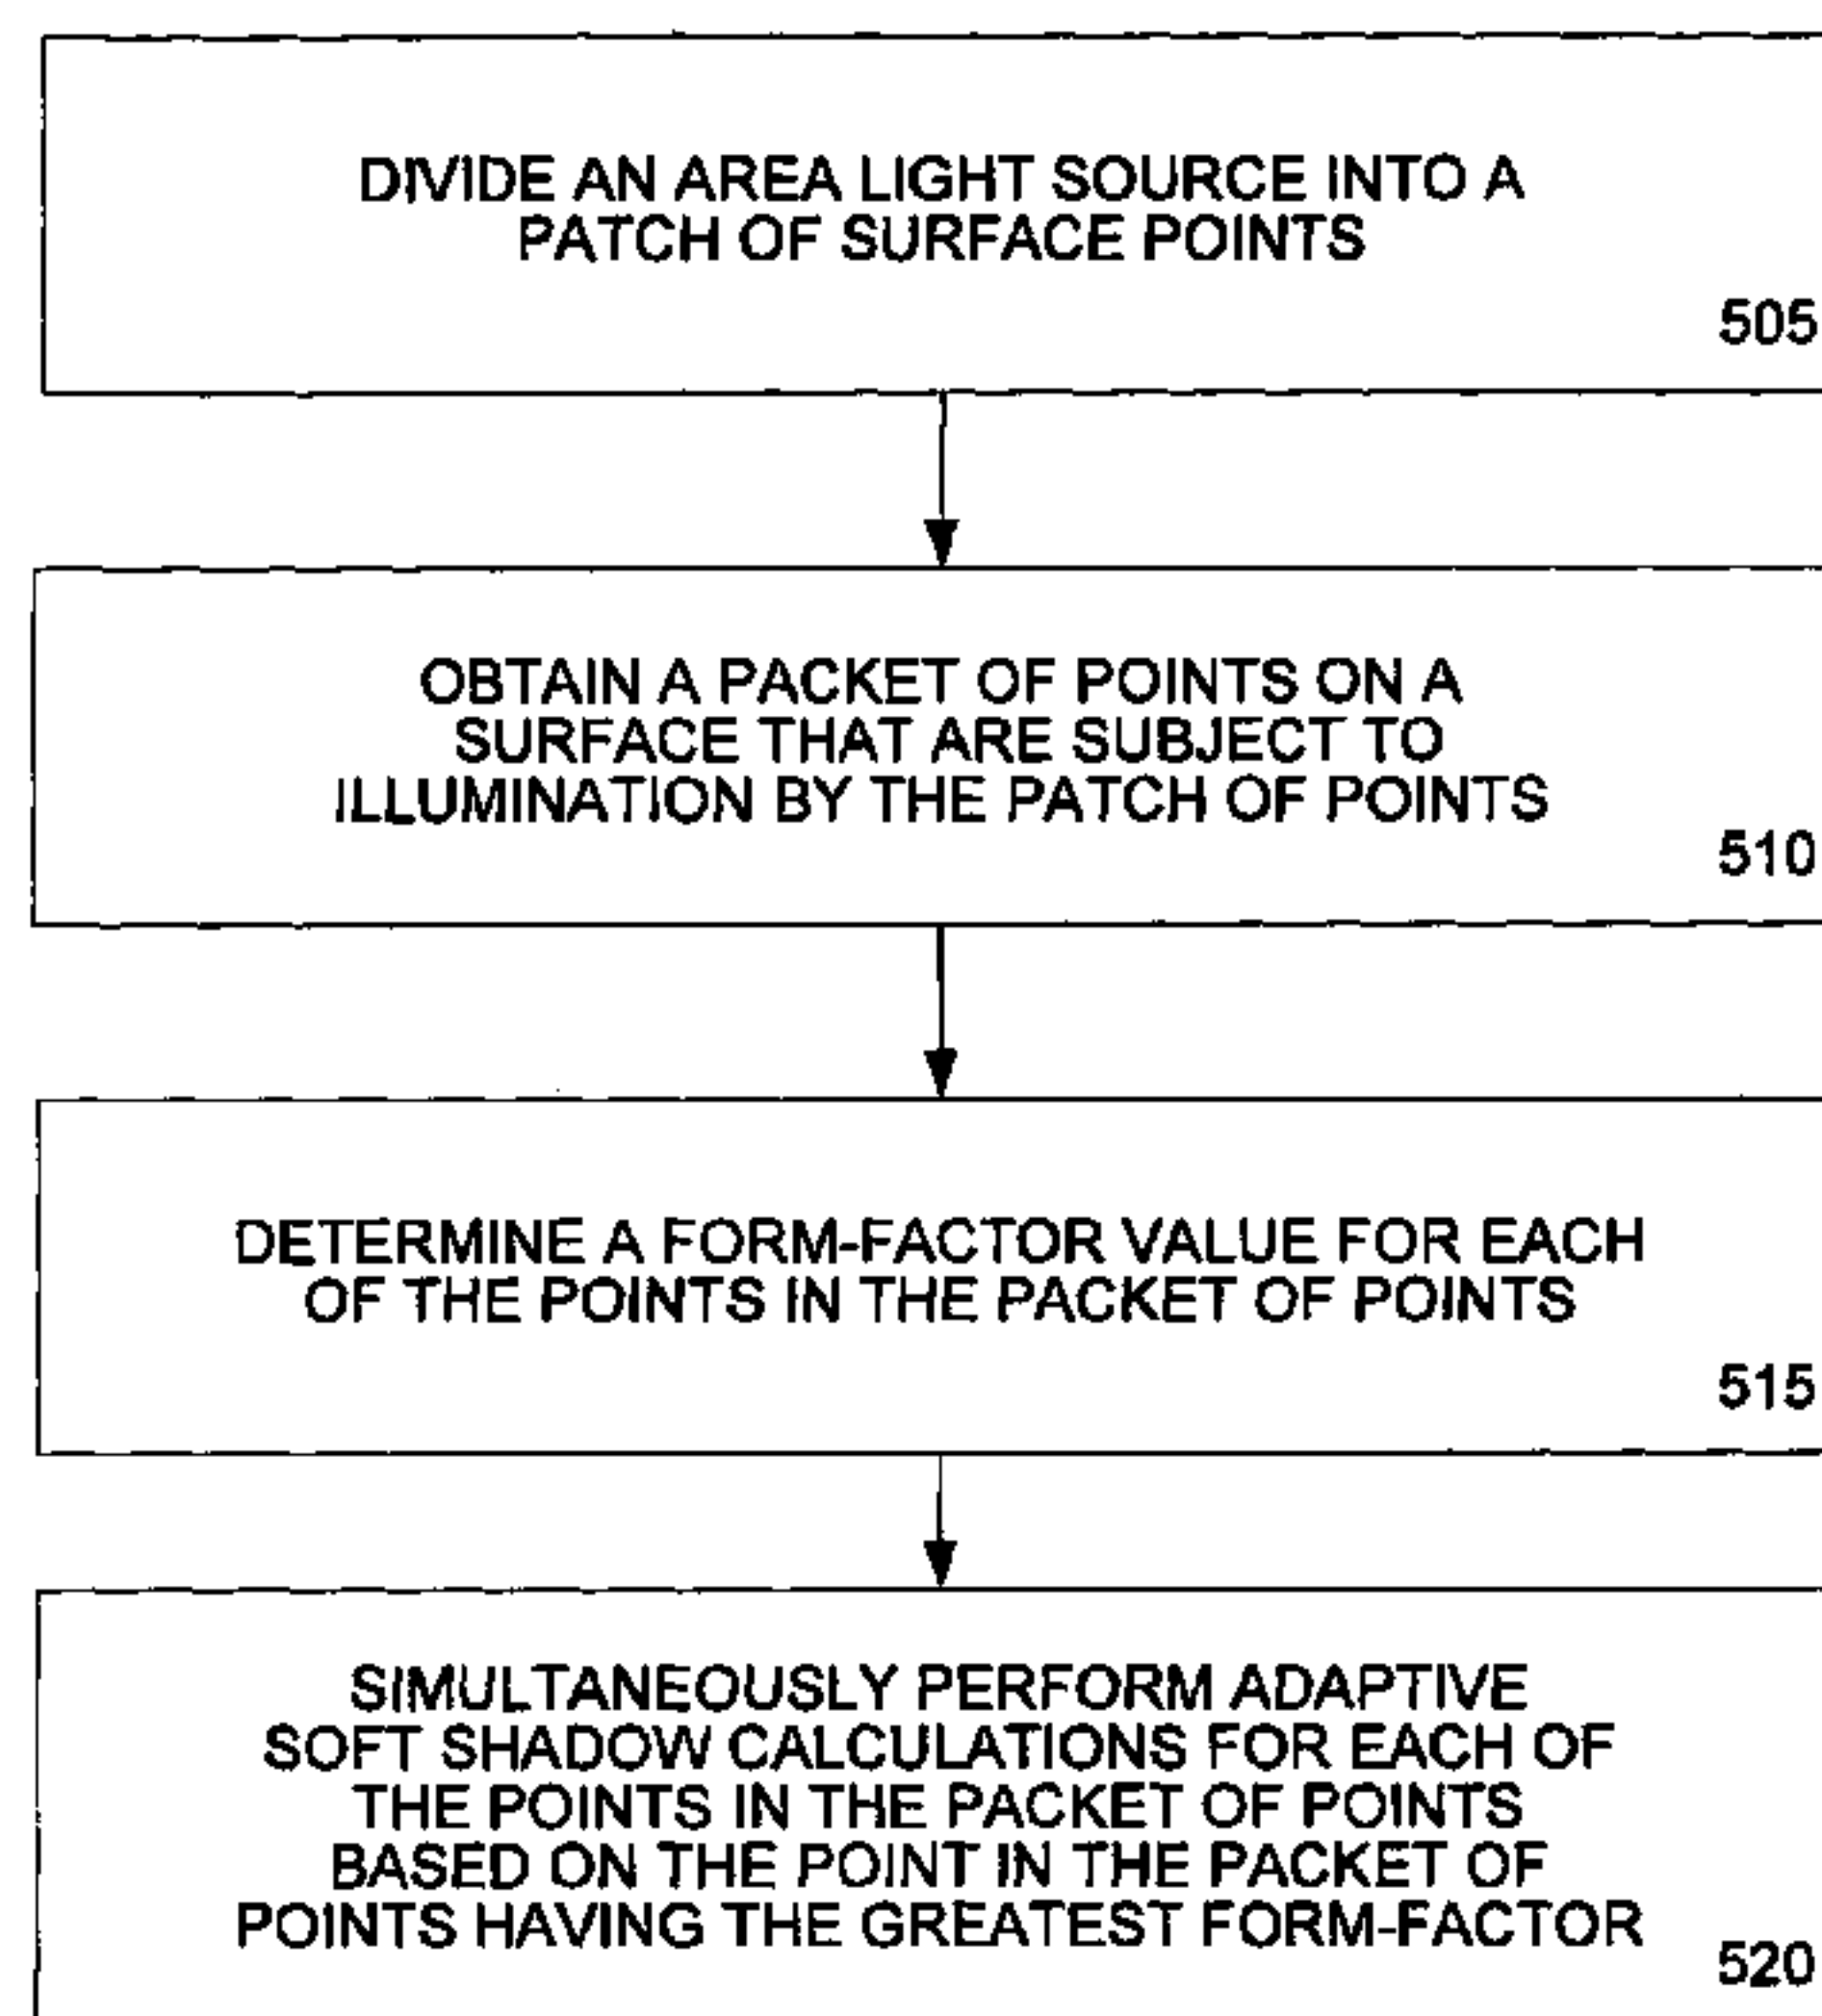 DIVIDE AN AREA LIGHT SOURCE INTO A
PATCH OF SURFACE POINTS
505
OBTAIN A PACKET OF POINTS ON A
SURFACE THAT ARE SUBJECT TO
ILLUMINATION BY THE PATCH OF POINTS
510
DETERMINE A FORM-FACTOR VALUE FOR EACH
OF THE POINTS IN THE PACKET OF POINTS
515
SIMULTANEOUSLY PERFORM ADAPTIVE
SOFT SHADOW CALCULATIONS FOR EACH OF
THE POINTS IN THE PACKET OF POINTS
BASED ON THE POINT IN THE PACKET OF
POINTS HAVING THE GREATEST FORM-FACTOR
520